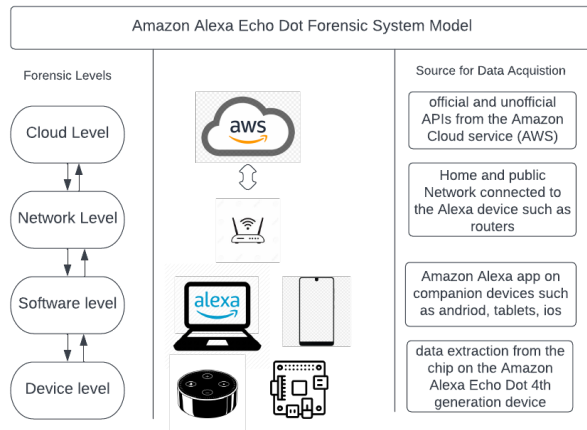 Amazon Alexa Echo Dot Forensic System Model
Forensic Levels
Source for Data Acquistion
Cloud Level
aws
official and unofficial
APIs from the Amazon
Cloud service (AWS)
Network Level
Home and public
Network connected to
the Alexa device such as
routers
Software level
alexa
Amazon Alexa app on
companion devices such
as andriod, tablets, ios
Device level
data extraction from the
chip on the Amazon
Alexa Echo Dot 4th
generation device